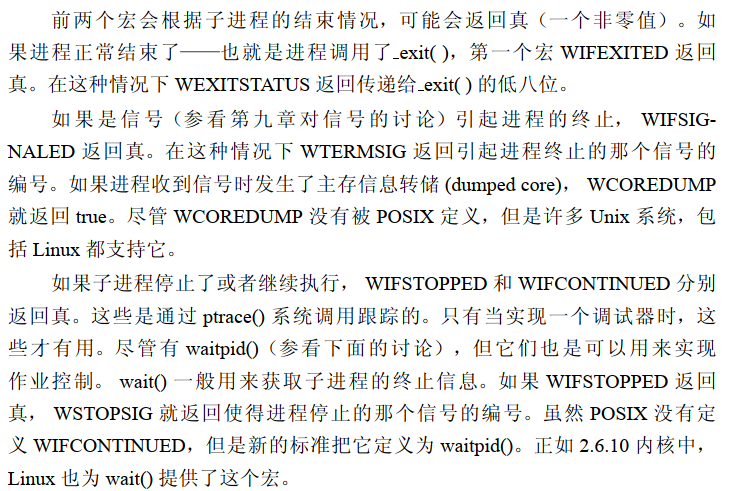 前两个宏会根据子进程的结束情况，可能会返回真（一个非零值）。如
果进程正常结束了——也就是进程调用了_exit( )，第一个宏 WIFEXITED 返回
真。在这种情况下 WEXITSTATUS 返回传递给_exit( ) 的低八位。
如果是信号（参看第九章对信号的讨论）引起进程的终止， WIFSIG-
NALED 返回真。在这种情况下 WTERMSIG 返回引起进程终止的那个信号的
编号。如果进程收到信号时发生了主存信息转储 (dumped core)， WCOREDUMP
就返回 true。尽管 WCOREDUMP 没有被 POSIX 定义，但是许多 Unix 系统，包
括 Linux 都支持它。
如果子进程停止了或者继续执行， WIFSTOPPED 和 WIFCONTINUED 分别
返回真。这些是通过 ptrace() 系统调用跟踪的。只有当实现一个调试器时，这
些才有用。尽管有 waitpid()（参看下面的讨论），但它们也是可以用来实现
作业控制。 wait() 一般用来获取子进程的终止信息。如果 WIFSTOPPED 返回
真， WSTOPSIG 就返回使得进程停止的那个信号的编号。虽然 POSIX 没有定
义 WIFCONTINUED，但是新的标准把它定义为 waitpid()。正如 2.6.10 内核中，
Linux 也为 wait() 提供了这个宏。